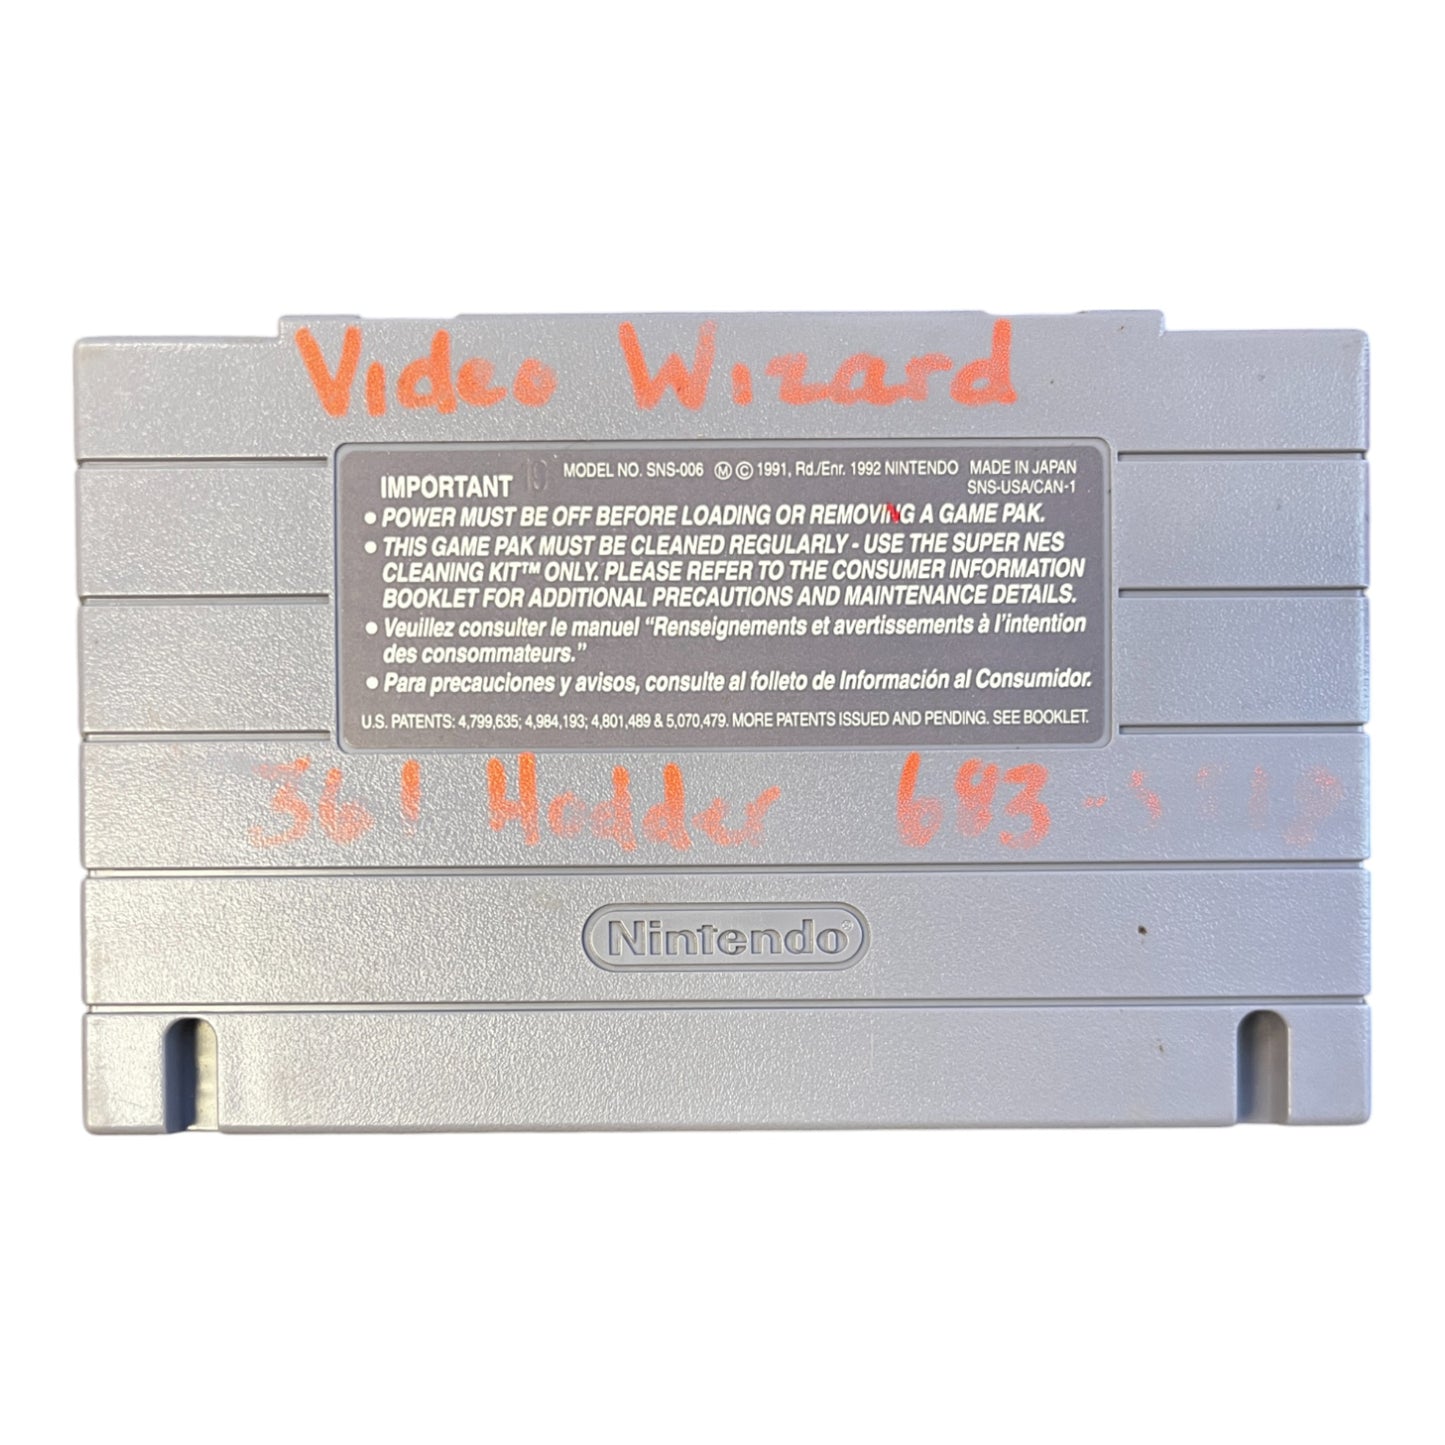 Video Wizard
IMPORTANT 19 MODEL NO. SNS-006 Ⓜ © 1991, Rd./Enr. 1992 NINTENDO MADE IN JAPAN
SNS-USA/CAN-1
• POWER MUST BE OFF BEFORE LOADING OR REMOVING A GAME PAK.
• THIS GAME PAK MUST BE CLEANED REGULARLY - USE THE SUPER NES
CLEANING KIT™ ONLY. PLEASE REFER TO THE CONSUMER INFORMATION
BOOKLET FOR ADDITIONAL PRECAUTIONS AND MAINTENANCE DETAILS.
• Veuillez consulter le manuel “Renseignements et avertissements à l’intention
des consommateurs.”
• Para precauciones y avisos, consulte al folleto de Información al Consumidor.
U.S. PATENTS: 4,799,635; 4,984,193; 4,801,489 & 5,070,479. MORE PATENTS ISSUED AND PENDING. SEE BOOKLET.
361 Hodder
Nintendo®